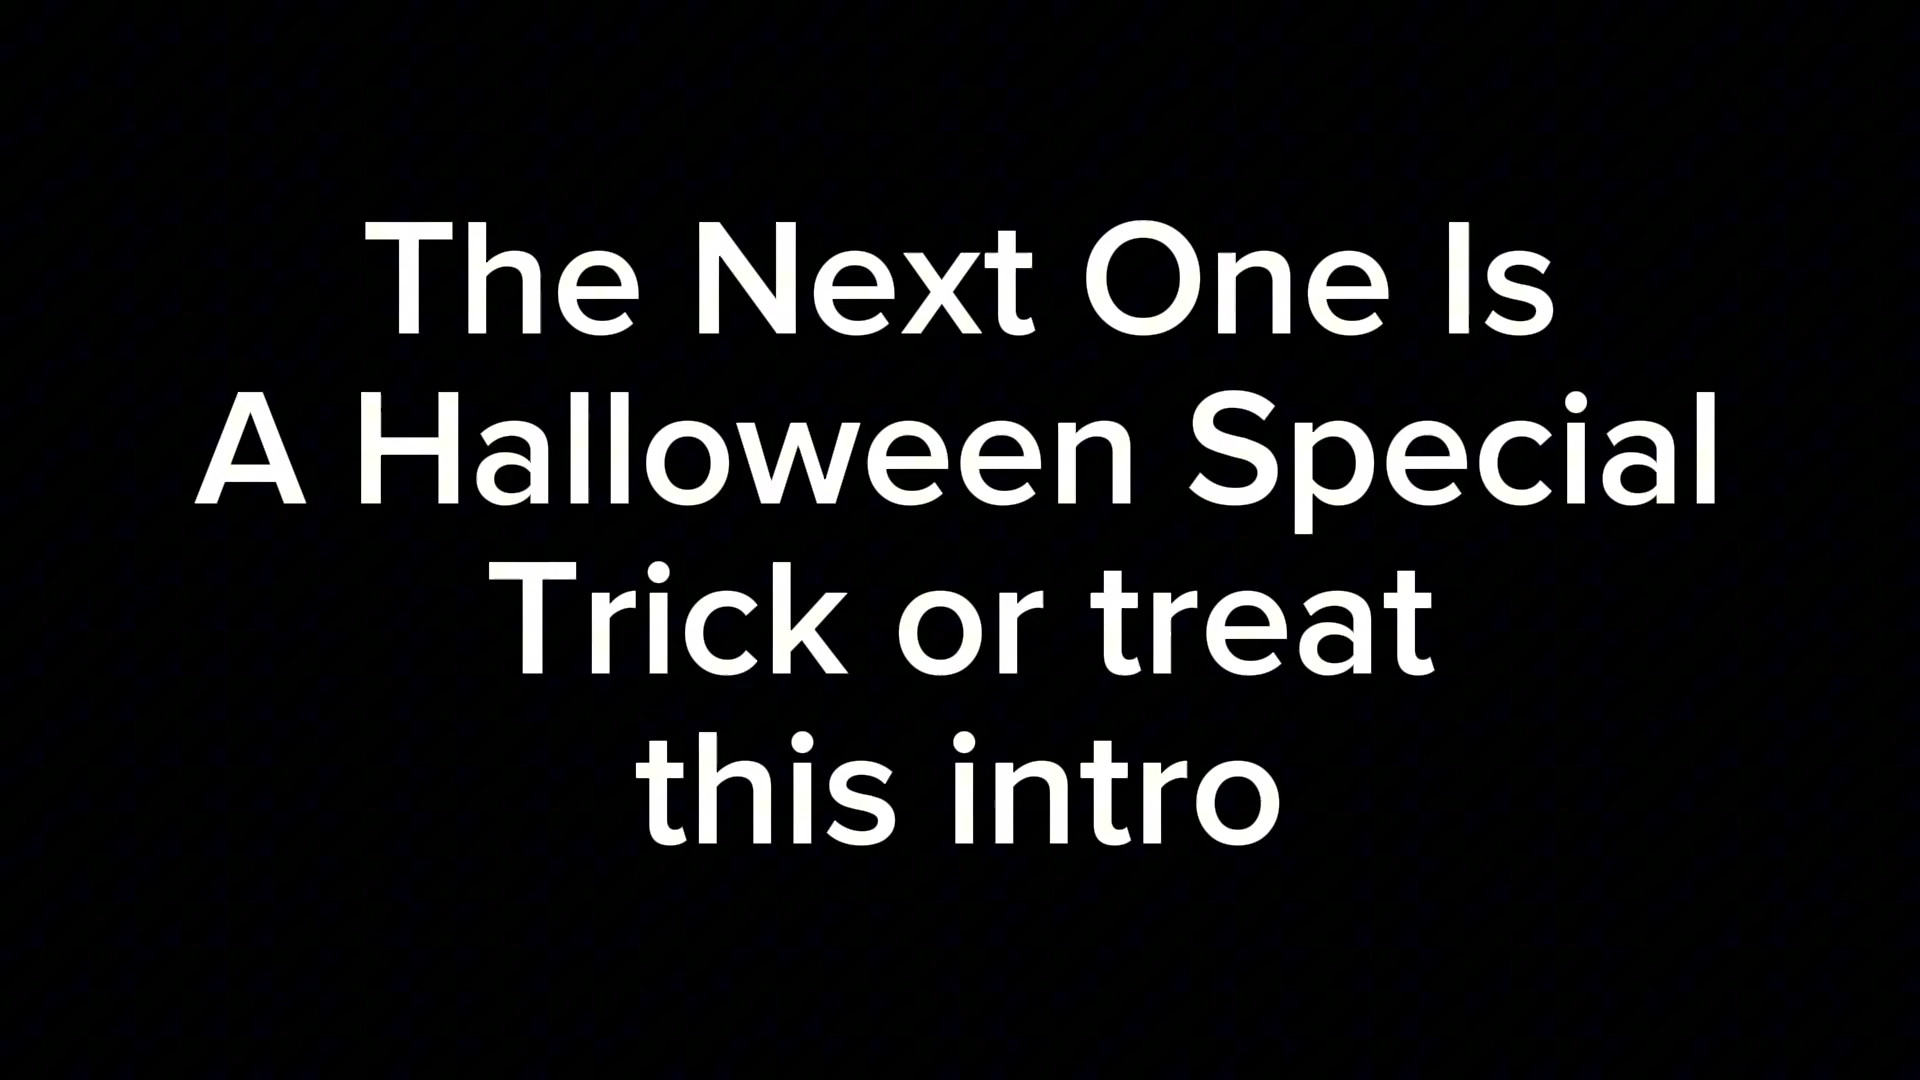 The Next One Is
A Halloween Special
Trick or treat
this intro